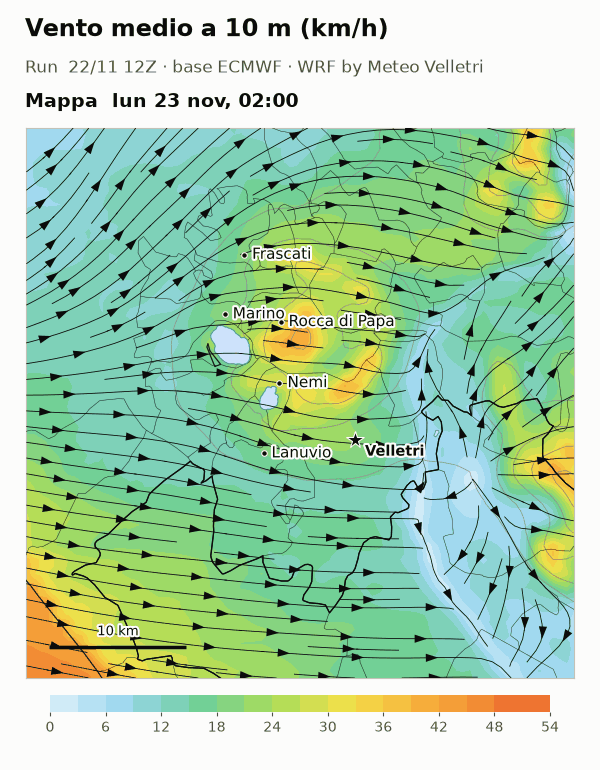 Vento medio a 10 m (km/h)
Run  22/11 12Z · base ECMWF · WRF by Meteo Velletri
Mappa  lun 23 nov, 02:00
Frascati
Marino
Rocca di Papa
Nemi
Velletri
Lanuvio
10 km
0 6 12 18 24 30 36 42 48 54